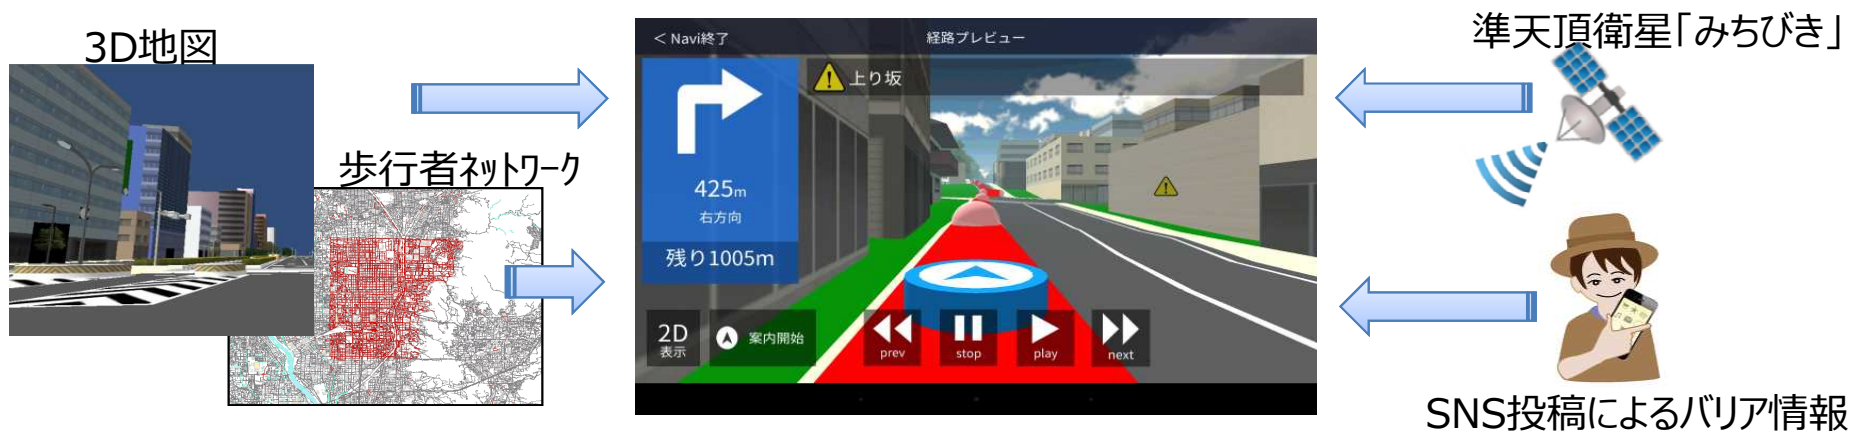 3D地図
歩行者ネットワーク
< Navi終了
経路プレビュー
上り坂
425m
右方向
残り1005m
2D
表示
案内開始
prev
stop
play
next
準天頂衛星「みちびき」
SNS投稿によるバリア情報